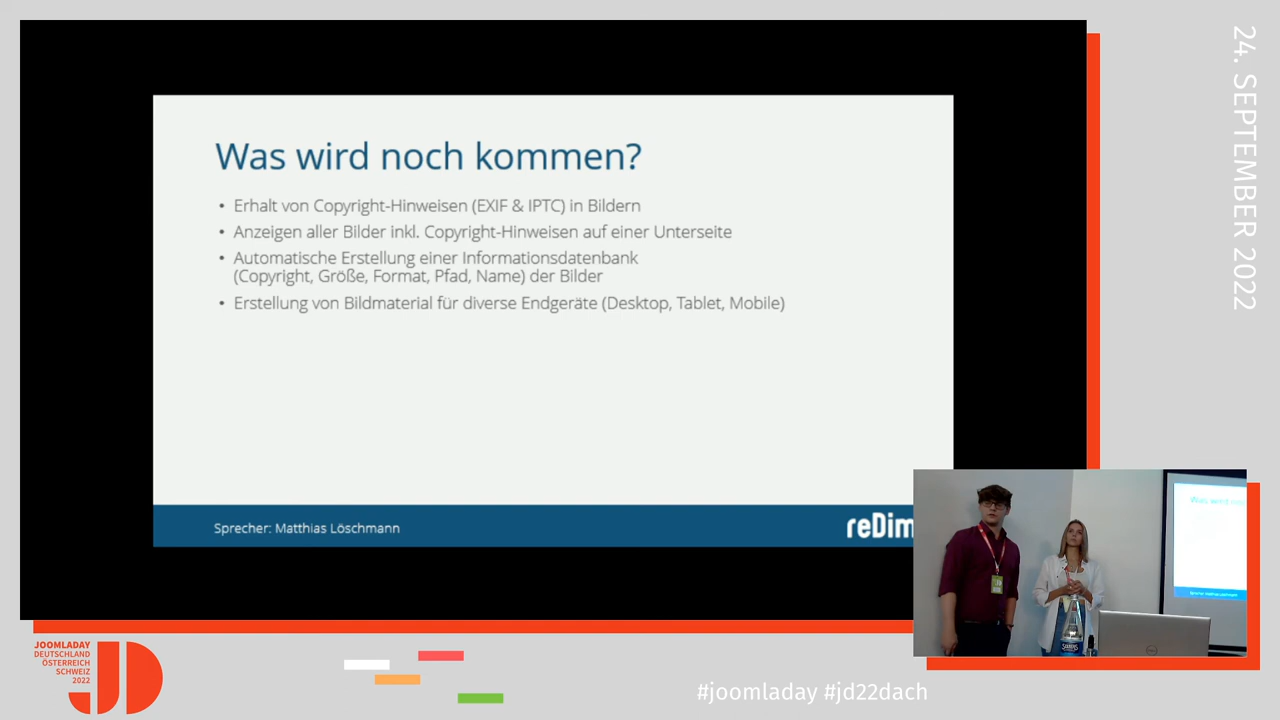 Was wird noch kommen?
• Erhalt von Copyright-Hinweisen (EXIF & IPTC) in Bildern
• Anzeigen aller Bilder inkl. Copyright-Hinweisen auf einer Unterseite
• Automatische Erstellung einer Informationsdatenbank
(Copyright, Größe, Format, Pfad, Name) der Bilder
• Erstellung von Bildmaterial für diverse Endgeräte (Desktop, Tablet, Mobile)
Sprecher: Matthias Löschmann
reDim
24. SEPTEMBER 2022
JOOMLADAY
DEUTSCHLAND
ÖSTERREICH
SCHWEIZ
2022
JD
#joomladay #jd22dach